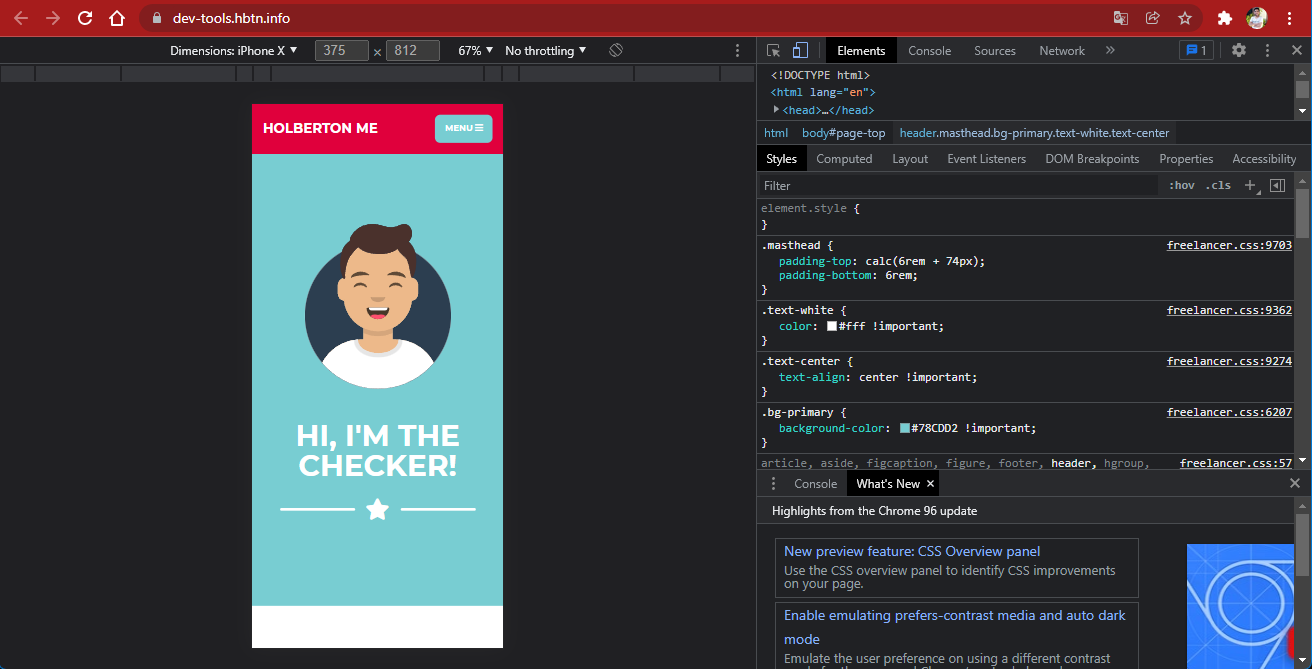 dev-tools.hbtn.info
Dimensions: iPhone X ▼ 375 × 812 67% ▼ No throttling ▼
HOLBERTON ME
MENU
HI, I'M THE
CHECKER!
Elements Console Sources Network » 1
<!DOCTYPE html>
<html lang="en">
▶<head>…</head>
html body#page-top header.masthead.bg-primary.text-white.text-center
Styles Computed Layout Event Listeners DOM Breakpoints Properties Accessibility
Filter :hov .cls +
element.style {
}
.masthead { freelancer.css:9703
padding-top: calc(6rem + 74px);
padding-bottom: 6rem;
}
.text-white { freelancer.css:9362
color: #fff !important;
}
.text-center { freelancer.css:9274
text-align: center !important;
}
.bg-primary { freelancer.css:6207
background-color: #78CDD2 !important;
}
article, aside, figcaption, figure, footer, header, hgroup, freelancer.css:57
Console What's New ×
Highlights from the Chrome 96 update
New preview feature: CSS Overview panel
Use the CSS overview panel to identify CSS improvements
on your page.
Enable emulating prefers-contrast media and auto dark
mode
Emulate the user preference on using a different contrast